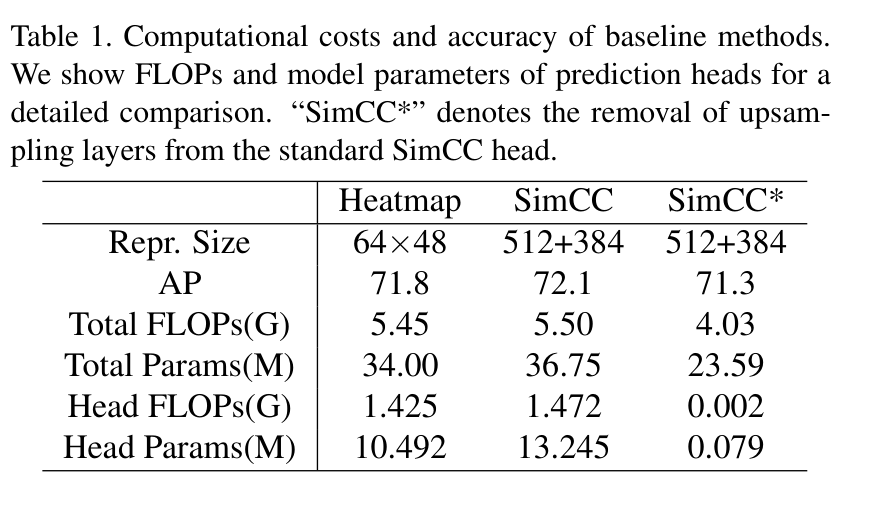 Table 1. Computational costs and accuracy of baseline methods.
We show FLOPs and model parameters of prediction heads for a
detailed comparison. “SimCC*” denotes the removal of upsam-
pling layers from the standard SimCC head.
Heatmap SimCC SimCC*
Repr. Size 64×48 512+384 512+384
AP 71.8 72.1 71.3
Total FLOPs(G) 5.45 5.50 4.03
Total Params(M) 34.00 36.75 23.59
Head FLOPs(G) 1.425 1.472 0.002
Head Params(M) 10.492 13.245 0.079